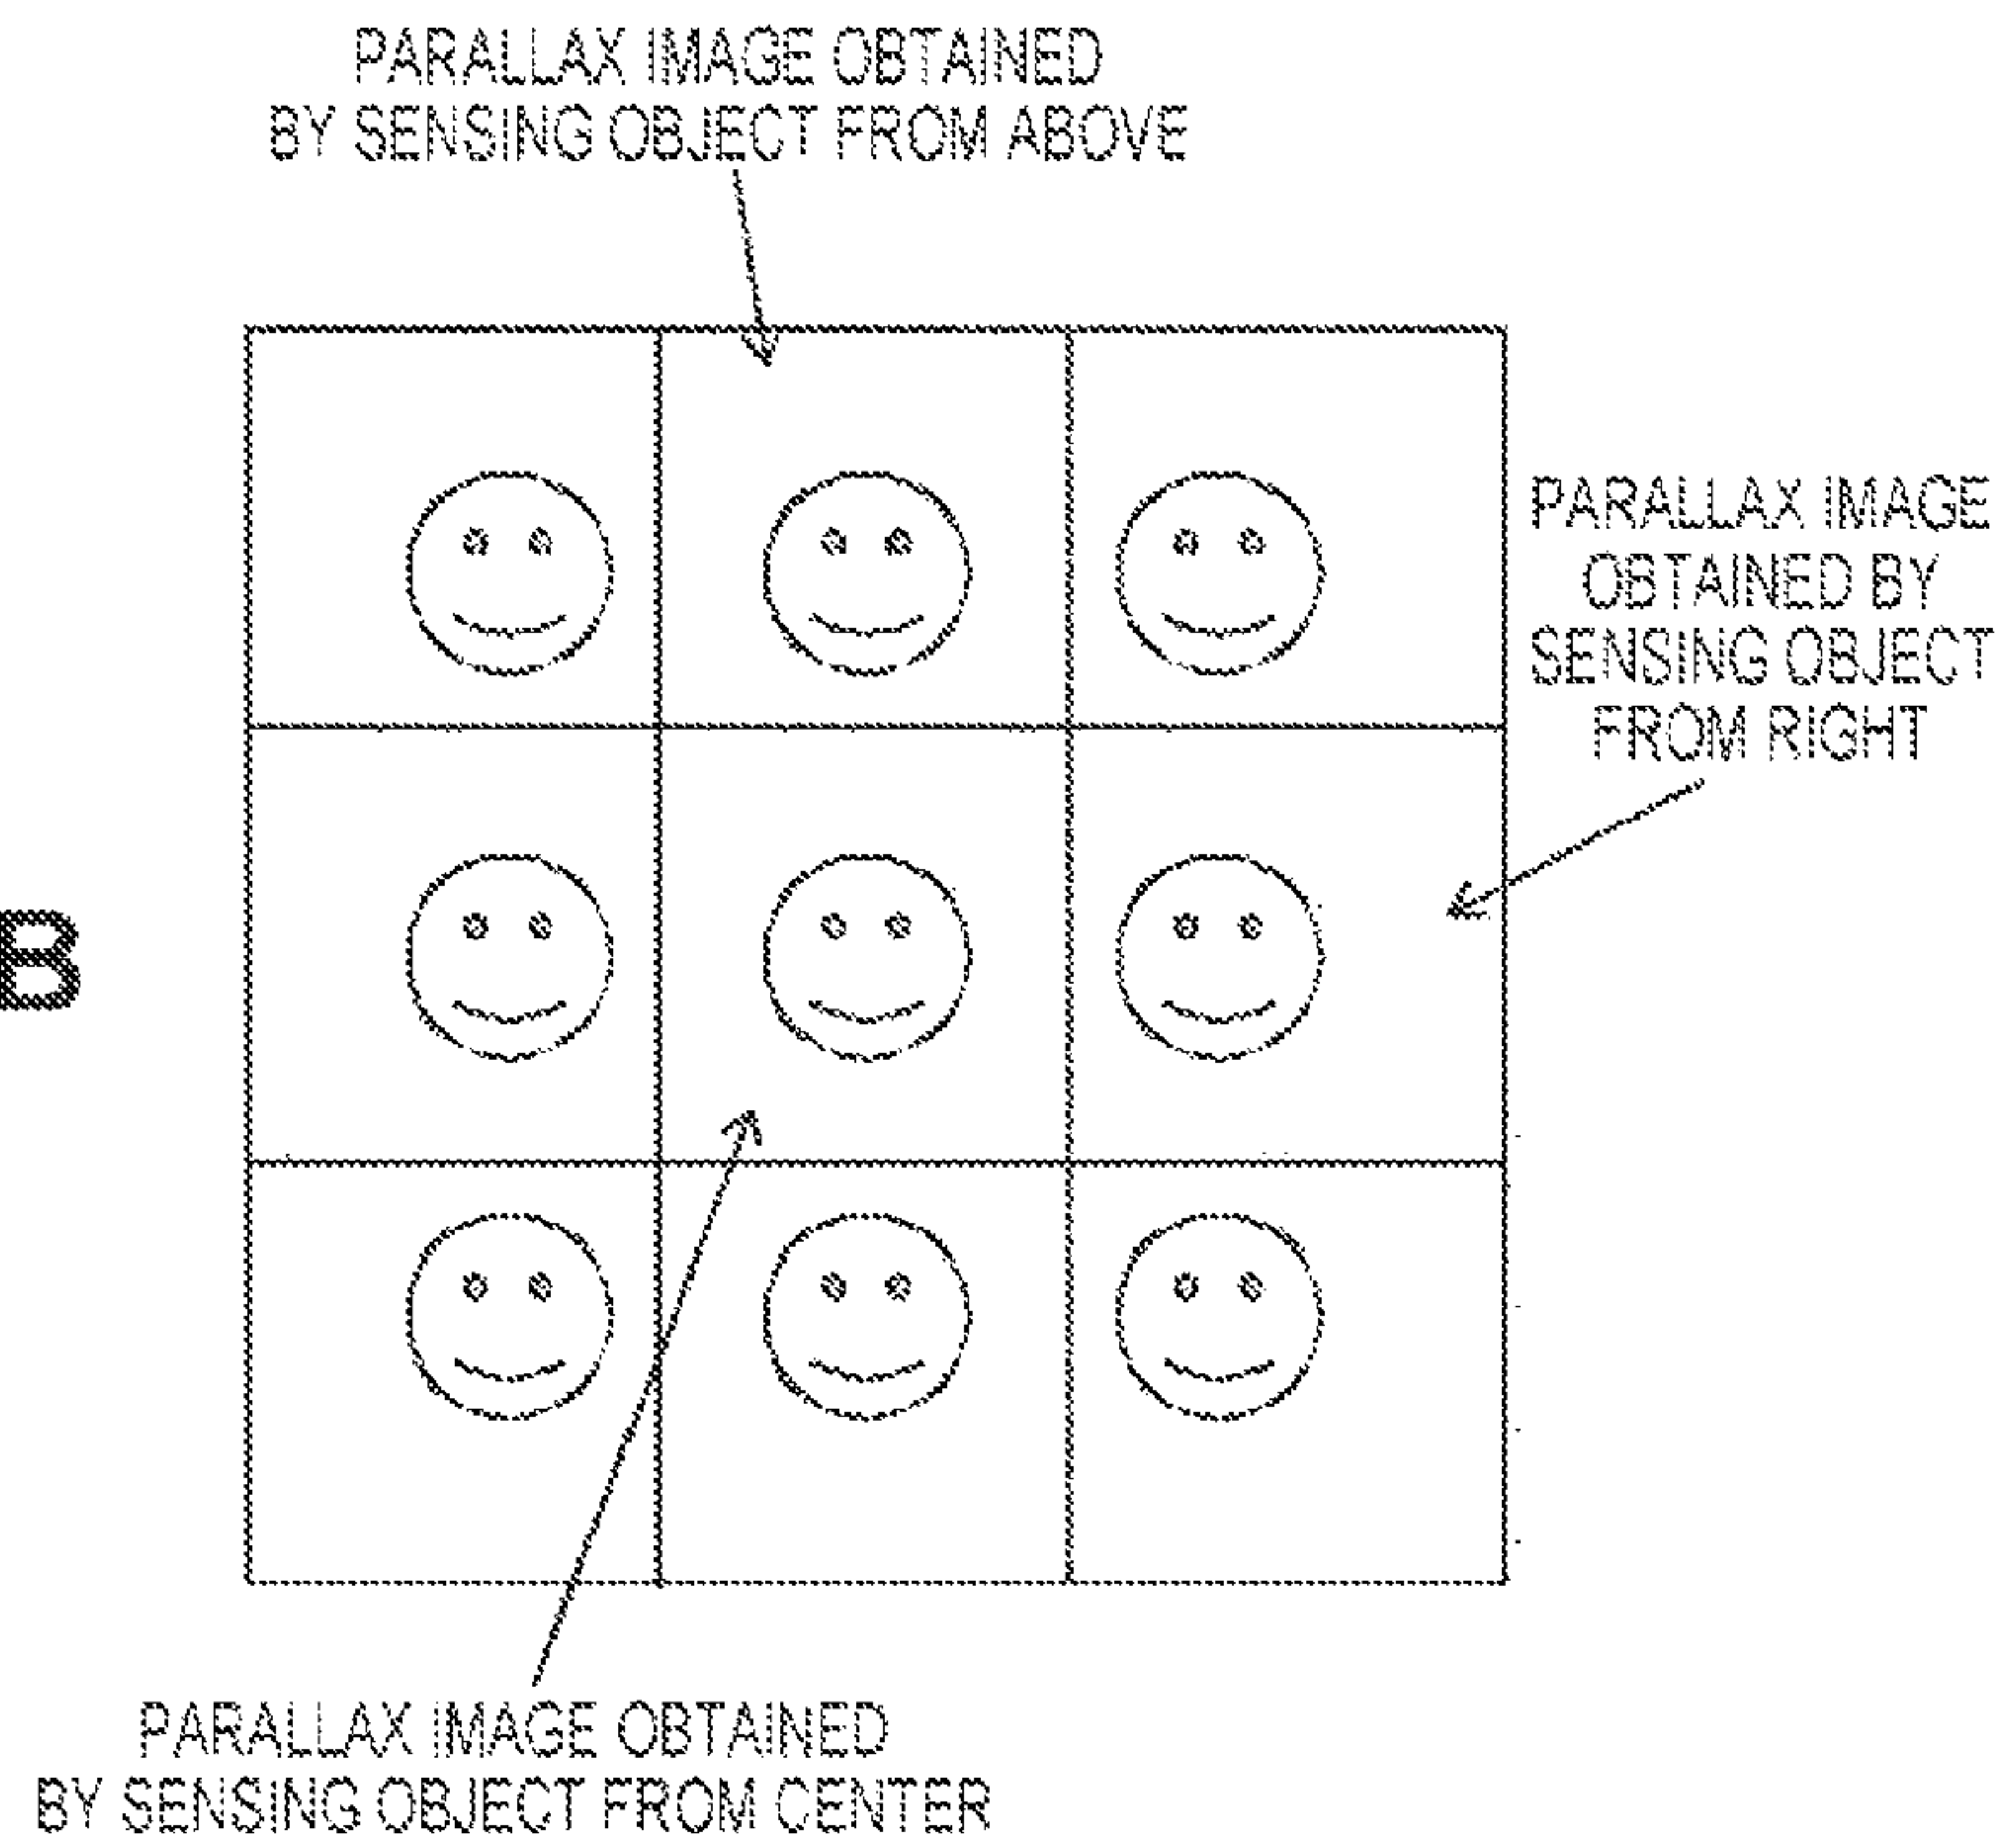 PARALLAX IMAGE OBTAINED
BY SENSING OBJECT FROM ABOVE
PARALLAX IMAGE
OBTAINED BY
SENSING OBJECT
FROM RIGHT
B
PARALLAX IMAGE OBTAINED
BY SENSING OBJECT FROM CENTER